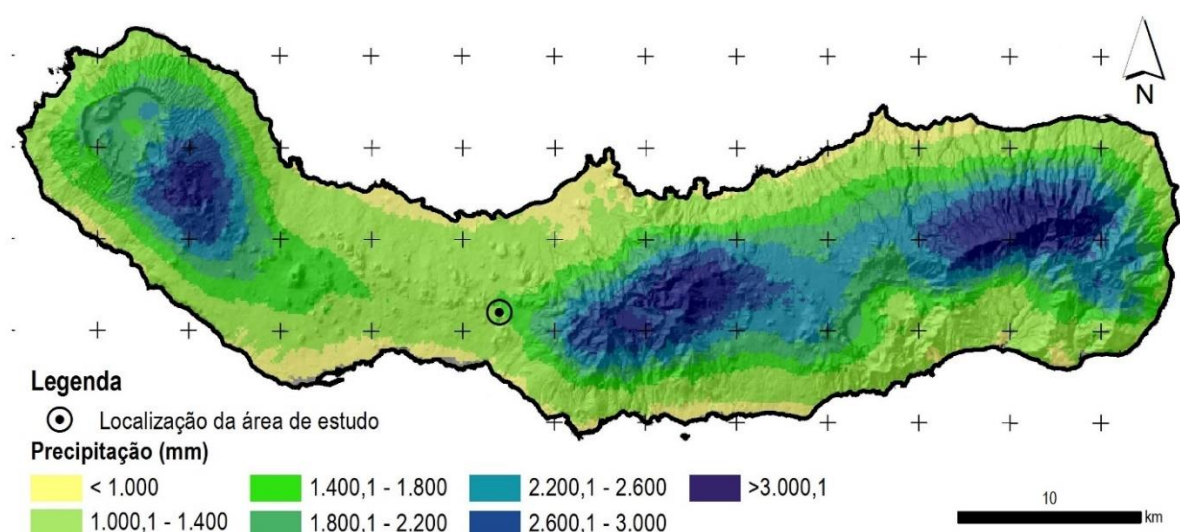 N
Legenda
Localização da área de estudo
Precipitação (mm)
< 1.000
1.000,1 - 1.400
1.400,1 - 1.800
1.800,1 - 2.200
2.200,1 - 2.600
2.600,1 - 3.000
>3.000,1
10
km